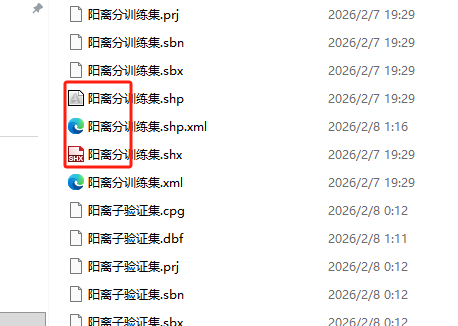 阳离分训练集.prj 2026/2/7 19:29
阳离分训练集.sbn 2026/2/7 19:29
阳离分训练集.sbx 2026/2/7 19:29
阳离分训练集.shp 2026/2/7 19:29
阳离分训练集.shp.xml 2026/2/8 1:16
SHX 阳离分训练集.shx 2026/2/7 19:29
阳离分训练集.xml 2026/2/7 19:29
阳离子验证集.cpg 2026/2/8 0:12
阳离子验证集.dbf 2026/2/8 1:11
阳离子验证集.prj 2026/2/8 0:12
阳离子验证集.sbn 2026/2/8 0:12
阳离子验证集.sbx 2026/2/8 0:12